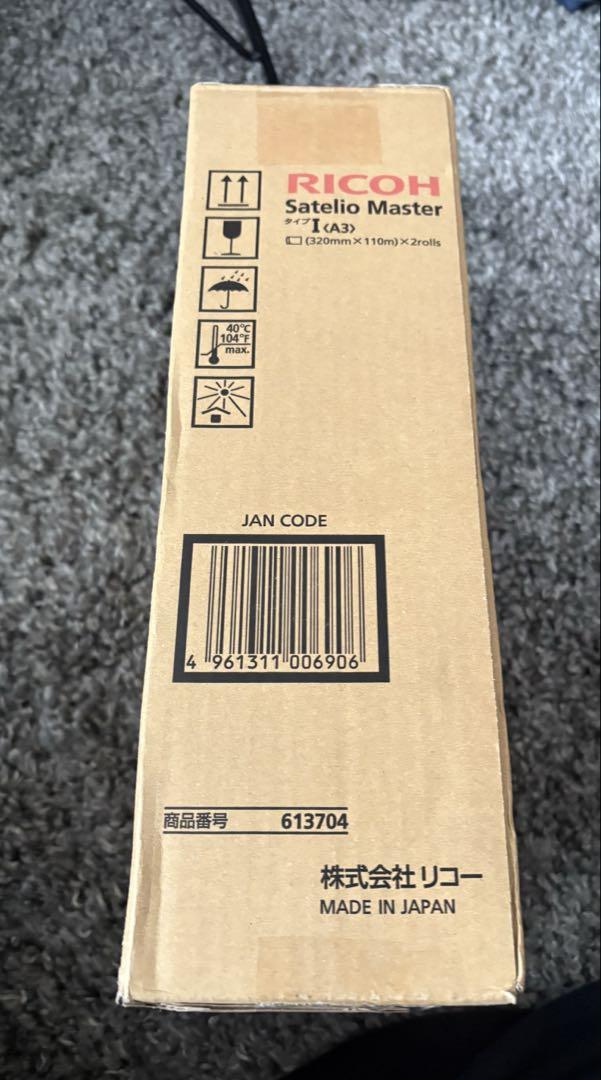 RICOH
Satelio Master
タイプI〈A3〉
(320mm×110m)×2rolls
40℃
104°F
max.
JAN CODE
4 961311 006906
商品番号 613704
株式会社リコー
MADE IN JAPAN